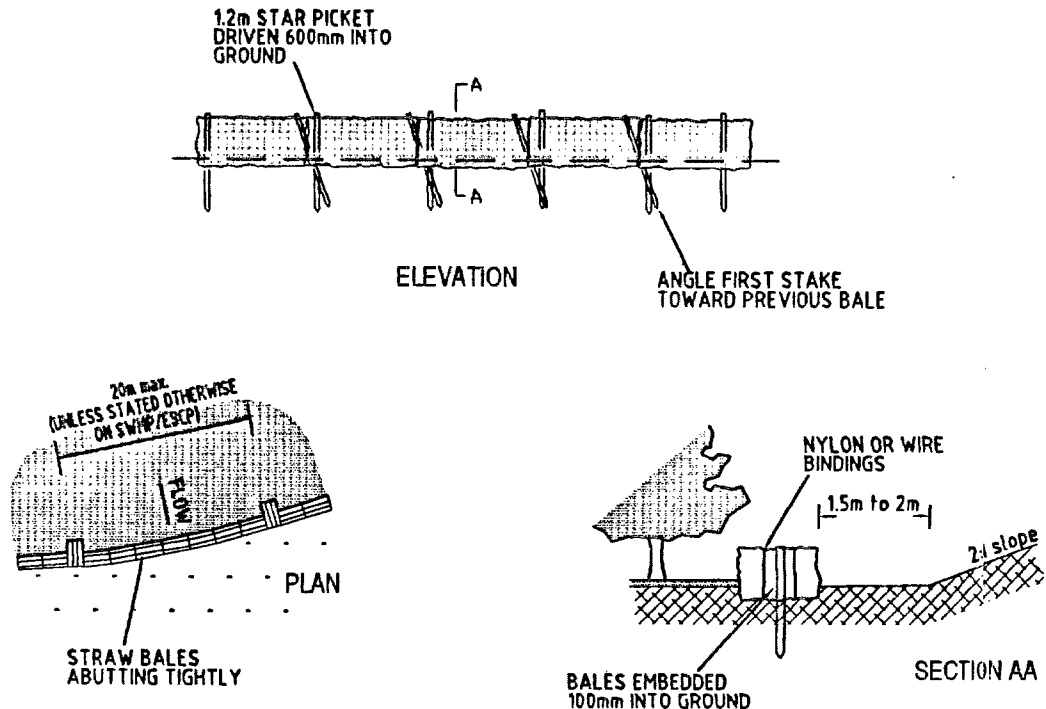 1.2m STAR PICKET
DRIVEN 600mm INTO
GROUND
A
A
ELEVATION
ANGLE FIRST STAKE
TOWARD PREVIOUS BALE
20m max.
(UNLESS STATED OTHERWISE
ON SWMP/ESCP)
FLOW
PLAN
STRAW BALES
ABUTTING TIGHTLY
NYLON OR WIRE
BINDINGS
1.5m to 2m
2:1 slope
BALES EMBEDDED
100mm INTO GROUND
SECTION AA